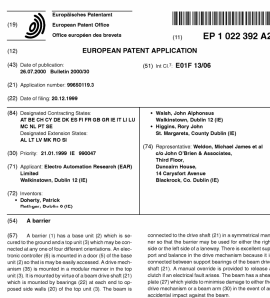 (19)
Europäisches Patentamt
European Patent Office
Office européen des brevets
(11) EP 1 022 392 A2
(12) EUROPEAN PATENT APPLICATION
(43) Date of publication:
26.07.2000 Bulletin 2000/30
(51) Int Cl.7: E01F 13/06
(21) Application number: 99650119.3
(22) Date of filing: 20.12.1999
(84) Designated Contracting States:
AT BE CH CY DE DK ES FI FR GB GR IE IT LI LU
MC NL PT SE
Designated Extension States:
AL LT LV MK RO SI
(30) Priority: 21.01.1999 IE 990047
(71) Applicant: Electro Automation Research (EAR)
Limited
Walkinstown, Dublin 12 (IE)
(72) Inventors:
• Doherty, Patrick
Dublin 9 (IE)
• Walsh, John Alphonsus
Walkinstown, Dublin 12 (IE)
• Higgins, Rory John
St. Margarets, County Dublin (IE)
(74) Representative: Weldon, Michael James et al
c/o John O'Brien & Associates,
Third Floor,
Duncairn House,
14 Carysfort Avenue
Blackrock, Co. Dublin (IE)
(54) A barrier
(57) A barrier (1) has a base unit (2) which is se-
cured to the ground and a top unit (3) which may be con-
nected at any one of four different orientations. An elec-
tronic controller (6) is mounted in a door (5) of the base
unit (2) so that is may be easily accessed. A drive mech-
anism (35) is mounted in a modular manner in the top
unit (3). It is mounted by virtue of a beam drive shaft (21)
which is mounted by bearings (22) at each end to op-
posed side walls (20) of the top unit (3). The beam is
connected to the drive shaft (21) in a symmetrical man-
ner so that the barrier may be used for either the right
side or the left side of a laneway. There is excellent sup-
port and balance in the drive mechanism because it is
connected between support bearings of the beam drive
shaft (21). A manual override is provided to release a
clutch if an electrical fault arises. The beam has a shear
plate (27) which yields to minimise damage to either the
drive mechanism or a beam arm (30) in the event of an
accidental impact against the beam.